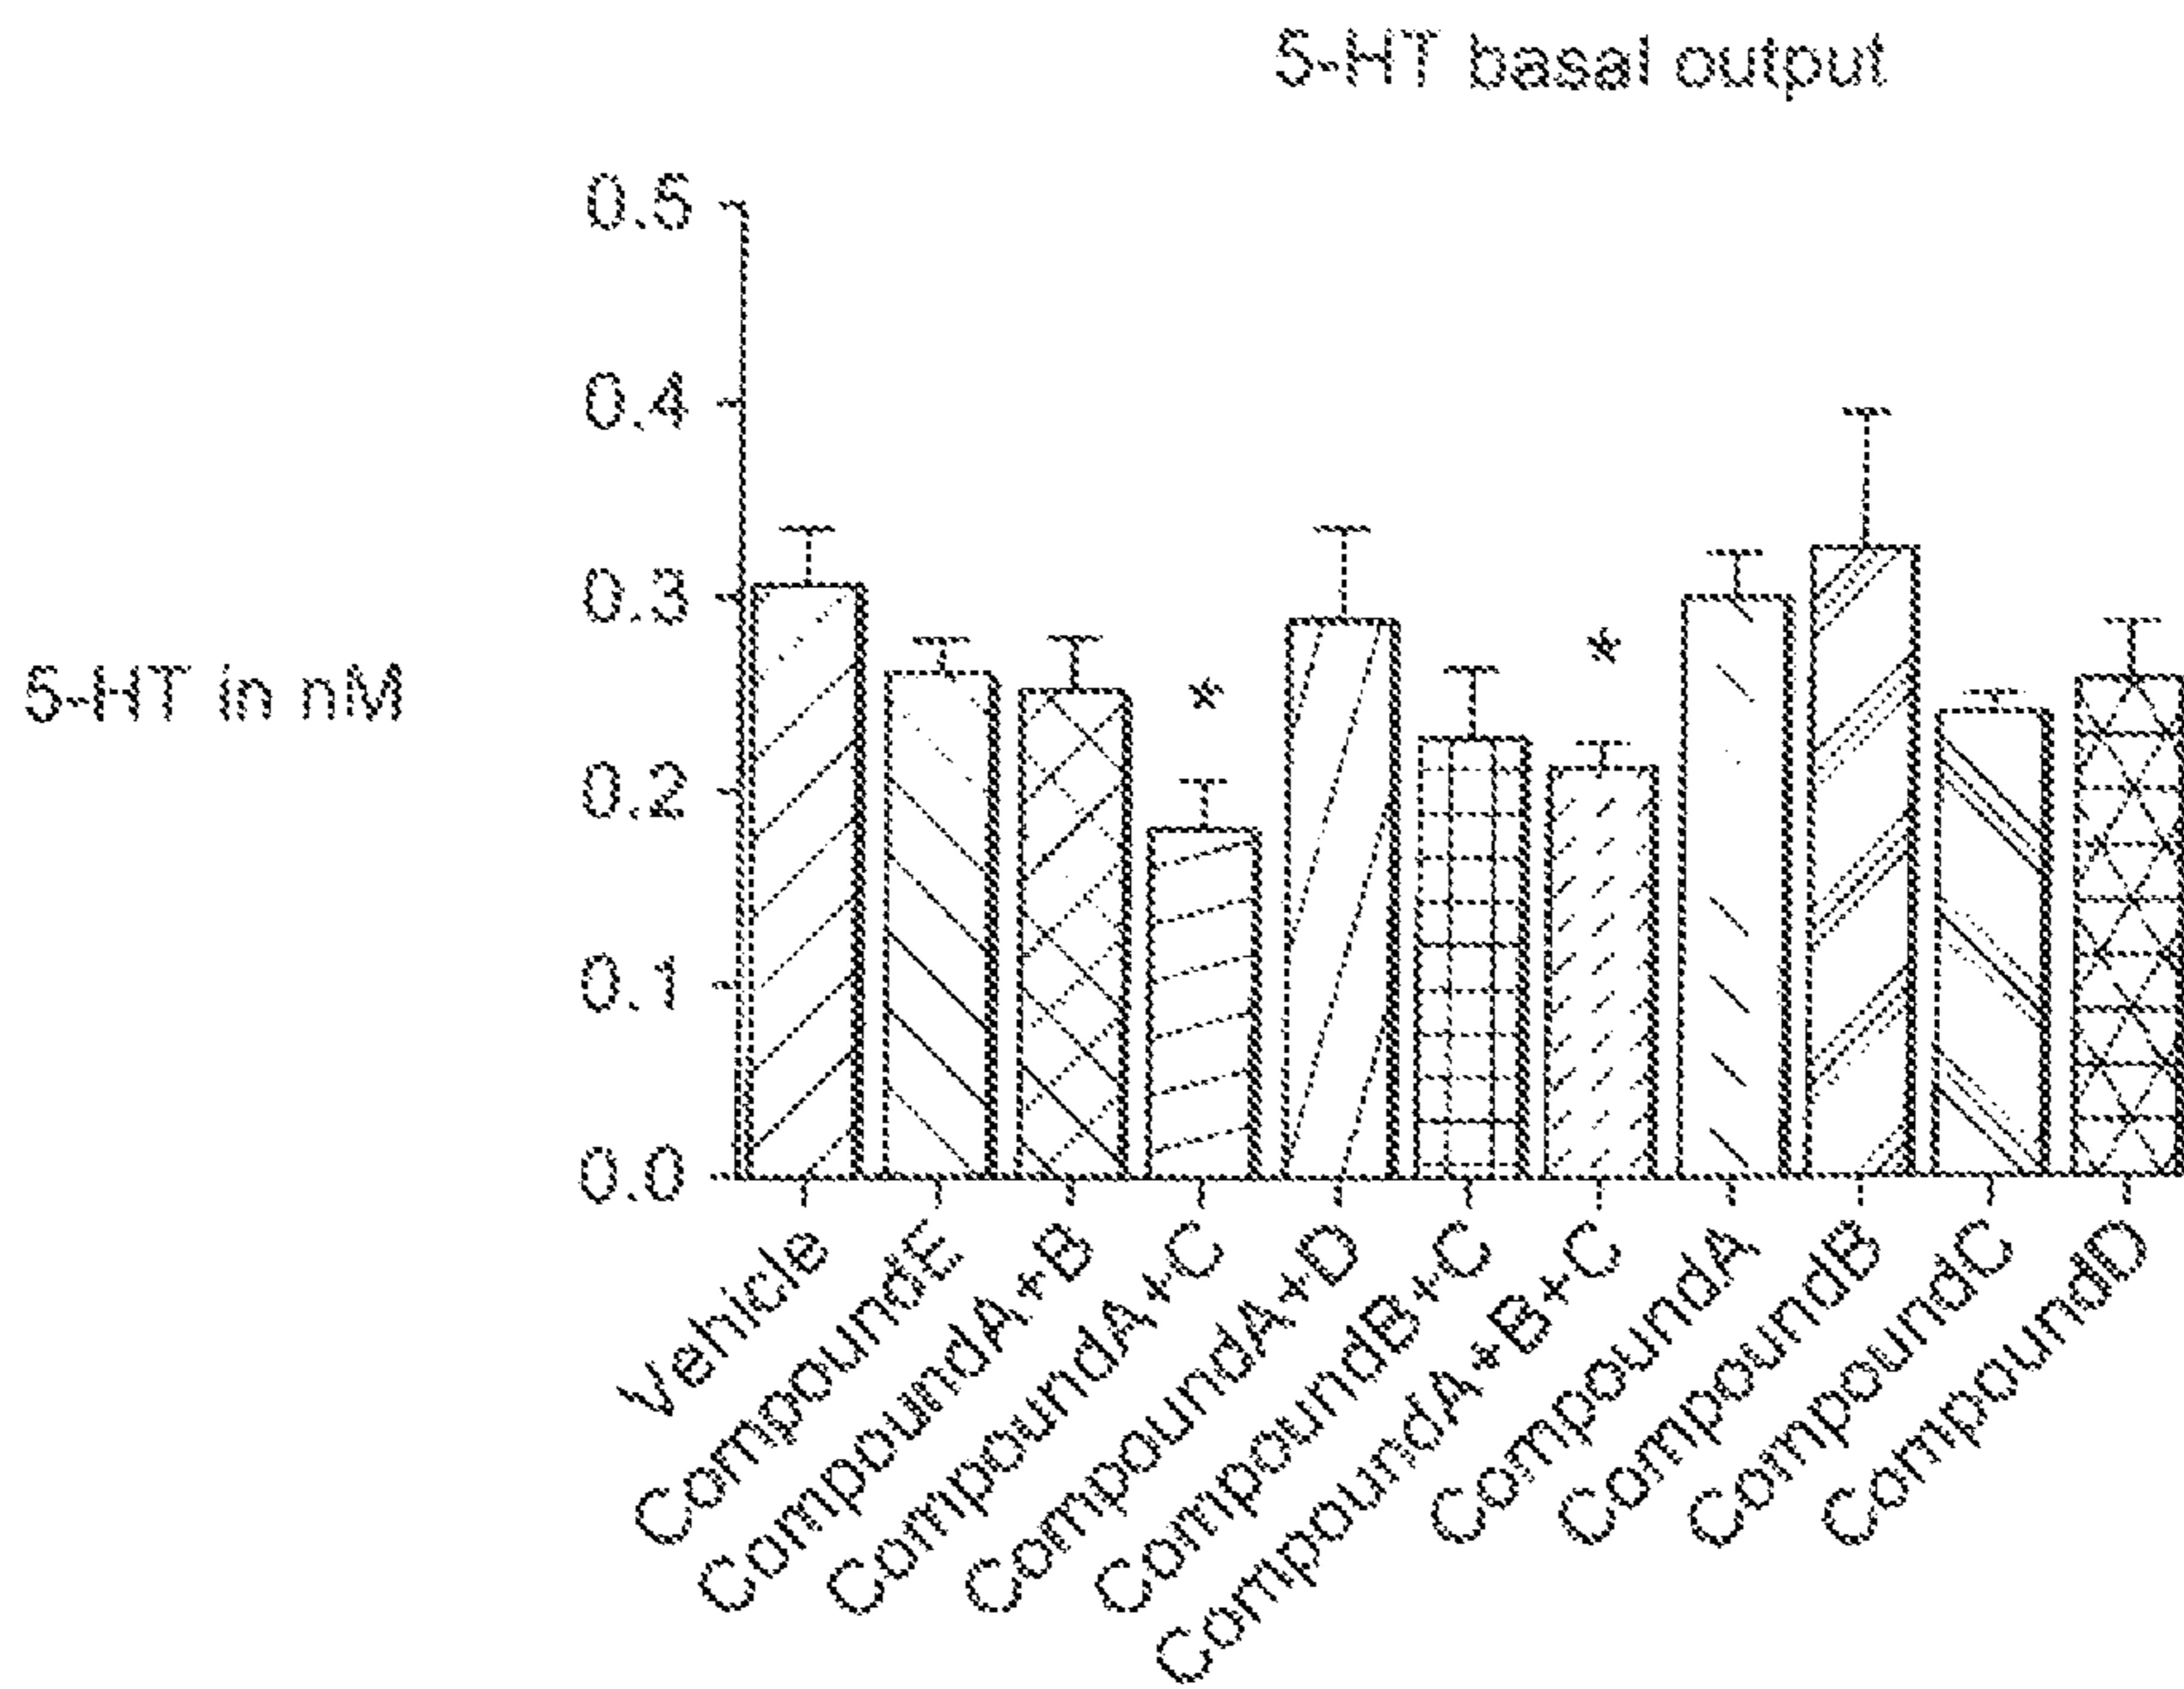 5-HT basal output
0.5
0.4
0.3
5-HT in nM
0.2
0.1
0.0
*
*
Vehicle
CompoundE
CompoundA+B
CompoundA+C
CompoundA+D
CompoundB+C
CompoundA+B+C
CompoundA
CompoundB
CompoundC
CompoundD